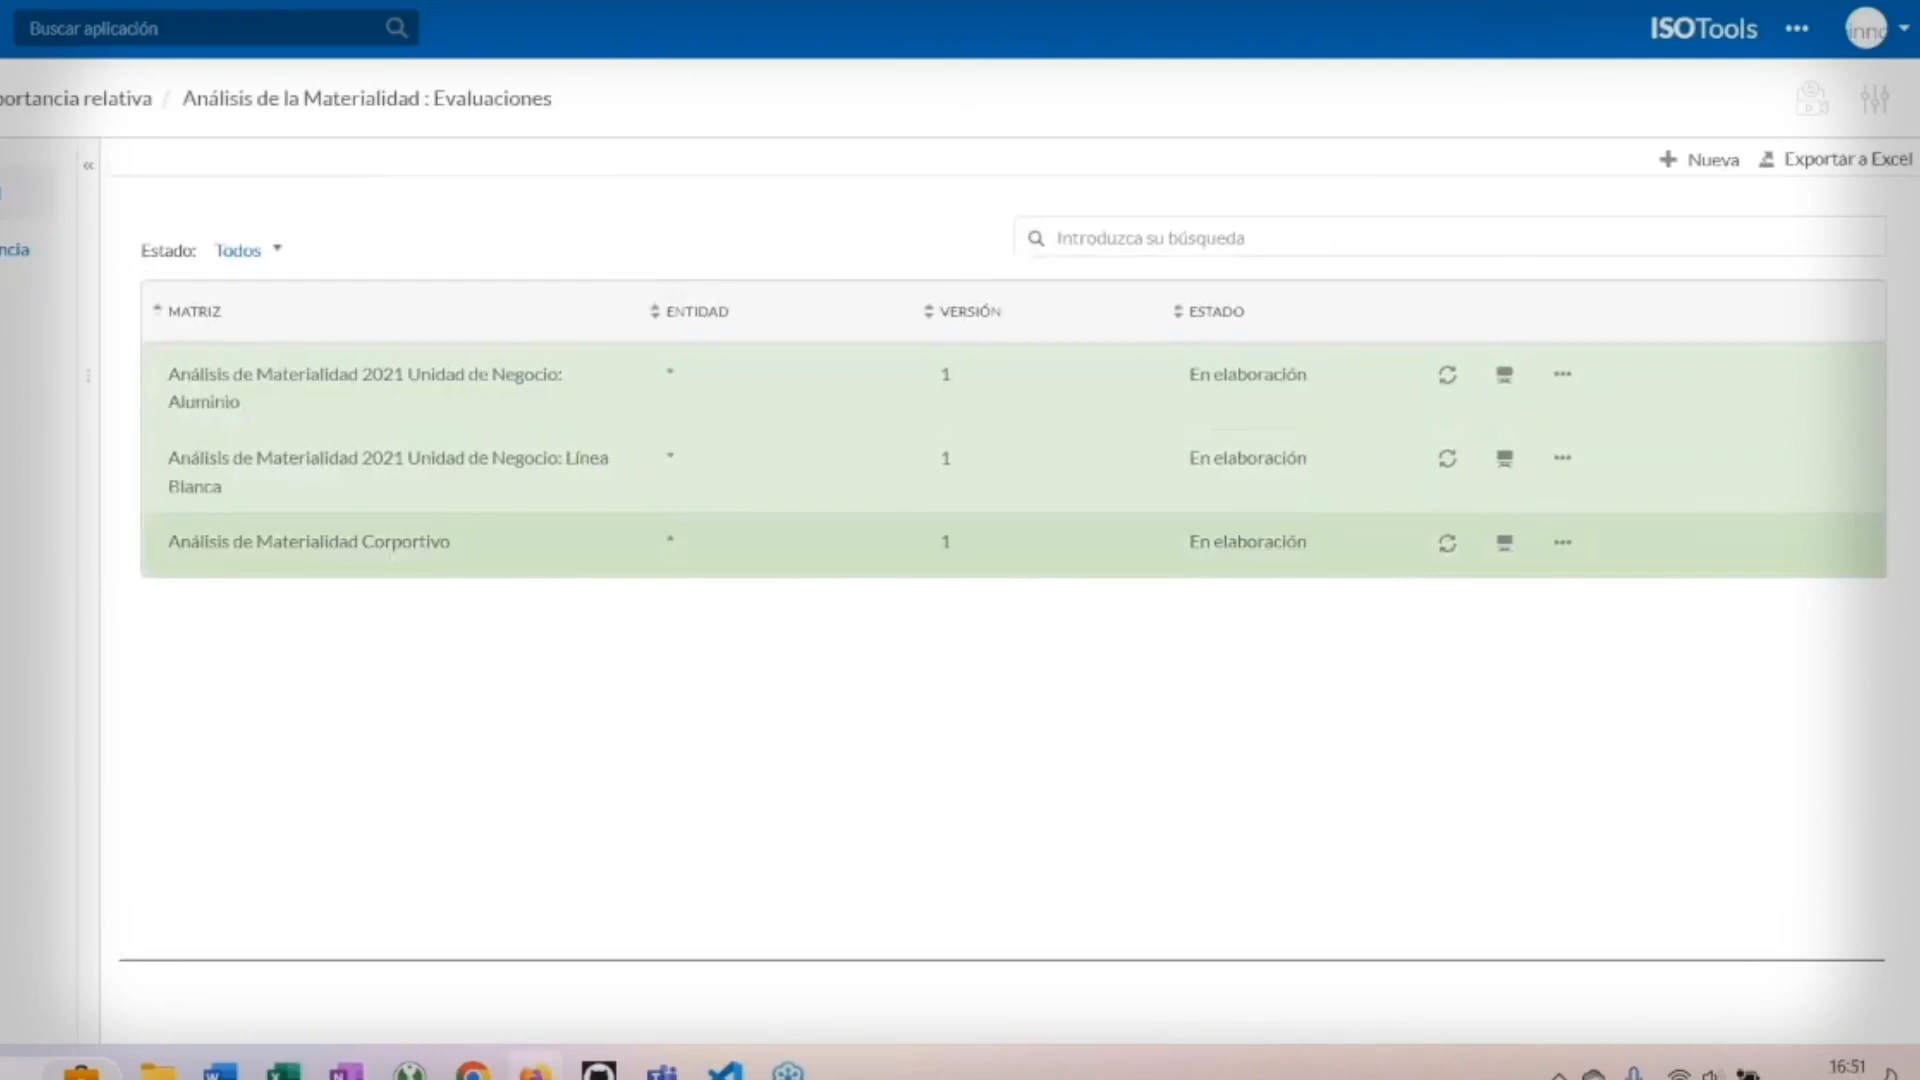 Buscar aplicación
ISOTools
inno
portancia relativa / Análisis de la Materialidad : Evaluaciones
Nueva
Exportar a Excel
ncia
Estado: Todos
Introduzca su búsqueda
MATRIZ ENTIDAD VERSIÓN ESTADO
Análisis de Materialidad 2021 Unidad de Negocio: * 1 En elaboración
Aluminio
Análisis de Materialidad 2021 Unidad de Negocio: Línea * 1 En elaboración
Blanca
Análisis de Materialidad Corportivo * 1 En elaboración
16:51